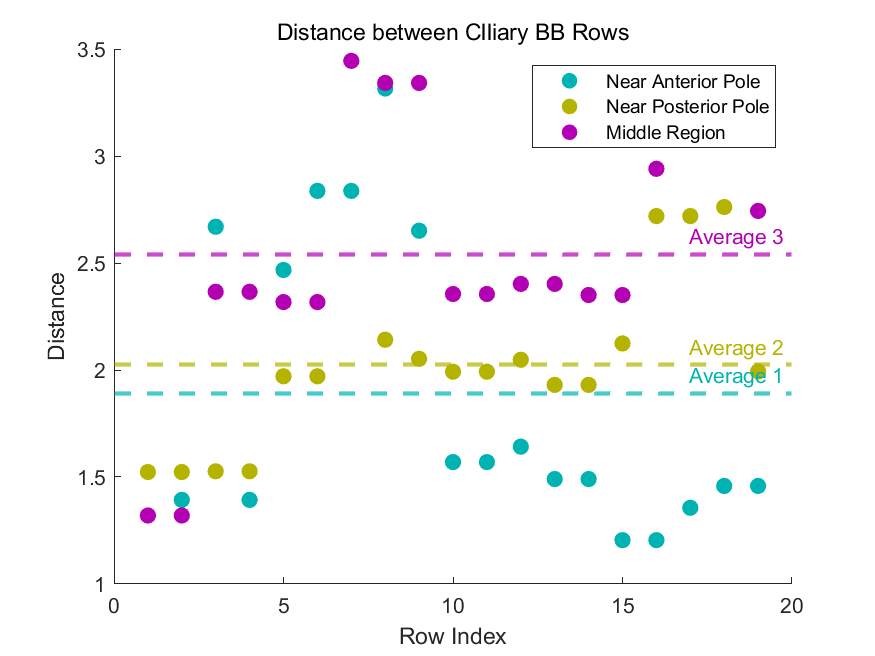 Distance between CIliary BB Rows
3.5
3
2.5
2
1.5
1
Distance
Near Anterior Pole
Near Posterior Pole
Middle Region
Average 3
Average 2
Average 1
0
5
10
15
20
Row Index